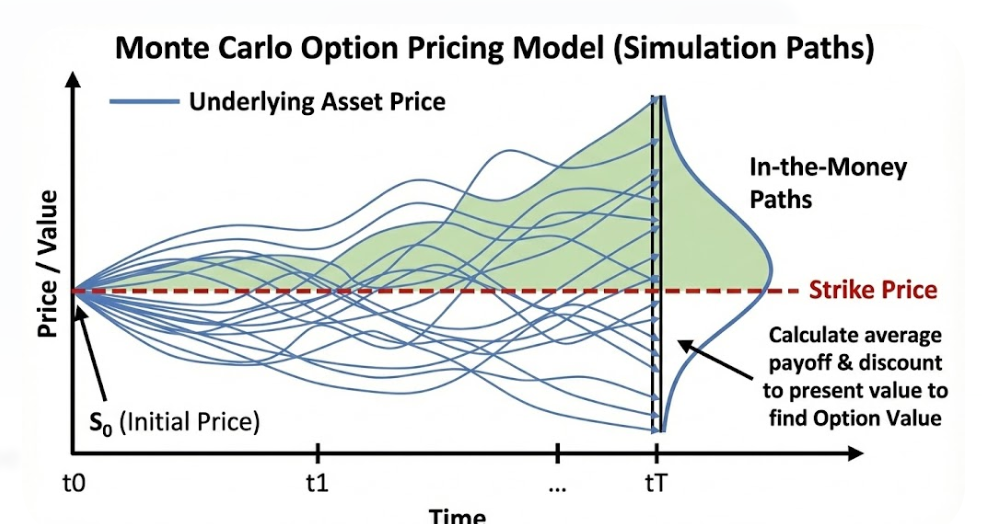 Monte Carlo Option Pricing Model (Simulation Paths)
Underlying Asset Price
Price / Value
In-the-Money
Paths
Strike Price
Calculate average
payoff & discount
to present value to
find Option Value
S₀ (Initial Price)
t0
t1
...
tT
Time